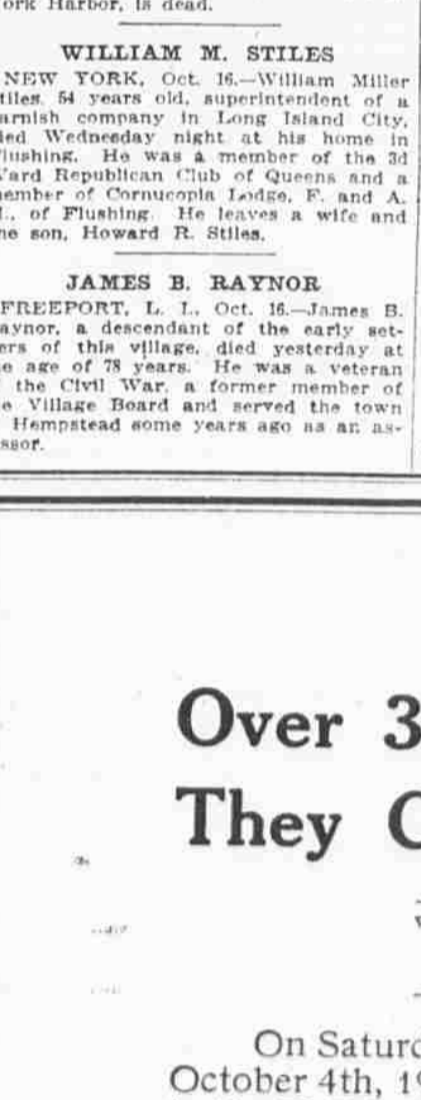 ork Harbor, is dead.
WILLIAM M. STILES
NEW YORK, Oct. 16.—William Miller
tiles, 54 years old, superintendent of a
arnish company in Long Island City,
ied Wednesday night at his home in
lushing. He was a member of the 3d
ard Republican Club of Queens and a
ember of Cornucopia Lodge, F. and A.
., of Flushing. He leaves a wife and
ne son, Howard R. Stiles.
JAMES B. RAYNOR
FREEPORT, L. I., Oct. 16.—James B.
aynor, a descendant of the early set-
ers of this village, died yesterday at
e age of 78 years. He was a veteran
the Civil War, a former member of
e Village Board and served the town
Hempstead some years ago as an as-
ssor.
Over 3
They C
On Saturd
October 4th, 19